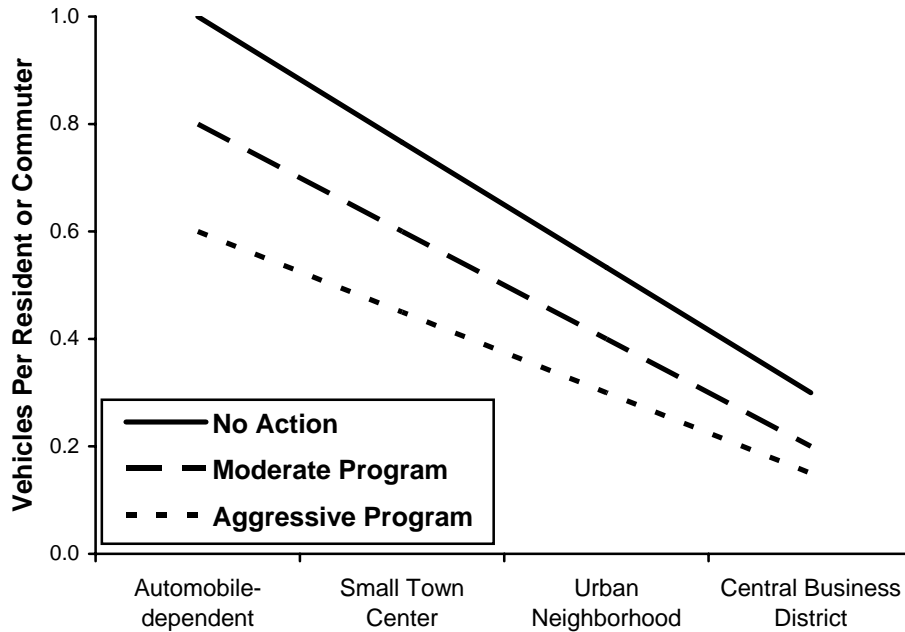 Vehicles Per Resident or Commuter
1.0
0.8
0.6
0.4
0.2
0.0
No Action
Moderate Program
Aggressive Program
Automobile-
dependent
Small Town
Center
Urban
Neighborhood
Central Business
District